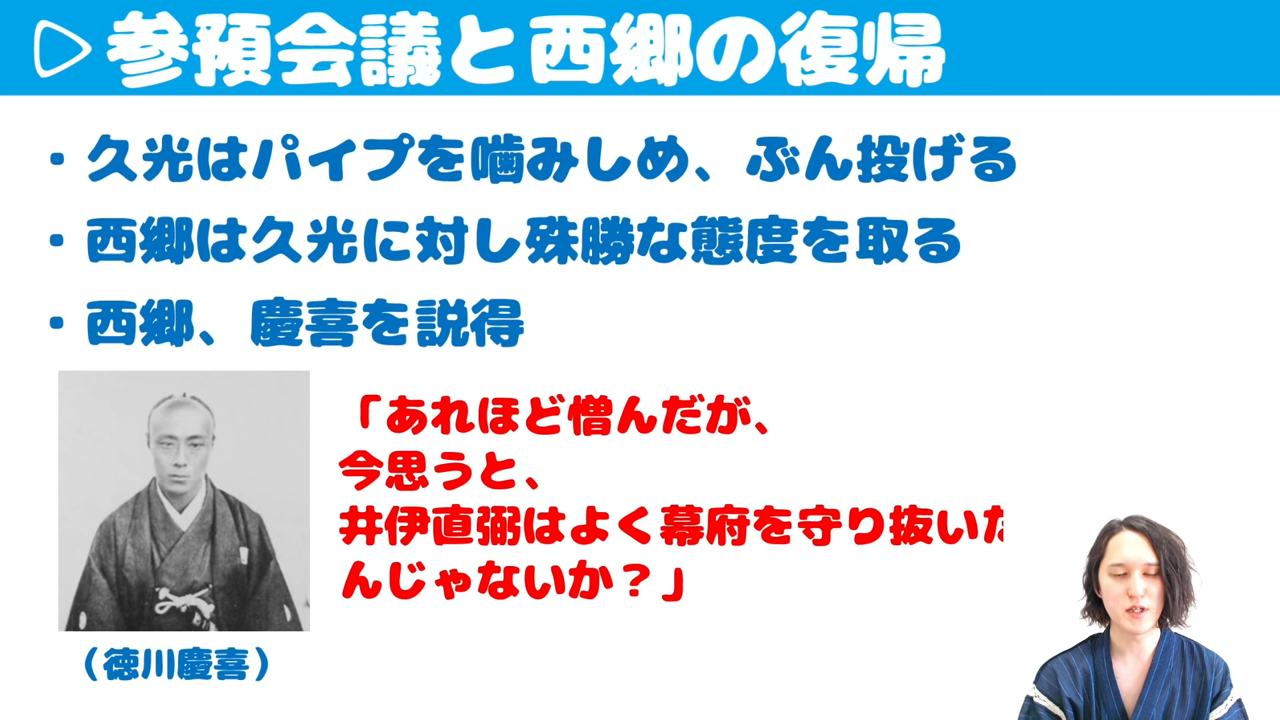 参預会議と西郷の復帰
・久光はパイプを噛みしめ、ぶん投げる
・西郷は久光に対し殊勝な態度を取る
・西郷、慶喜を説得
「あれほど憎んだが、
今思うと、
井伊直弼はよく幕府を守り抜いた
んじゃないか？」
（徳川慶喜）